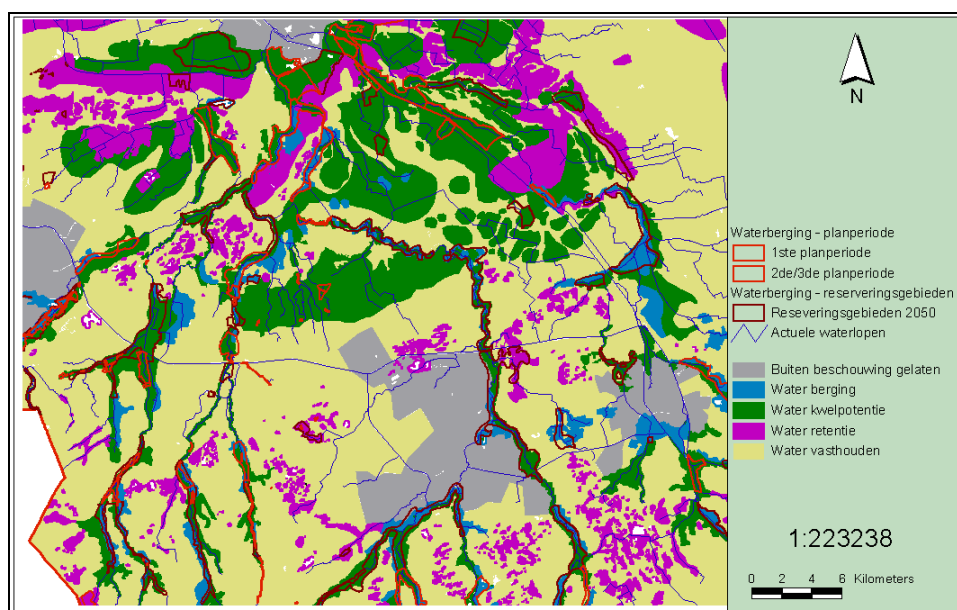 N
Waterberging - planperiode
1ste planperiode
2de/3de planperiode
Waterberging - reserveringsgebieden
Reseveringsgebieden 2050
Actuele waterlopen
Buiten beschouwing gelaten
Water berging
Water kwelpotentie
Water retentie
Water vasthouden
1:223238
0 2 4 6 Kilometers